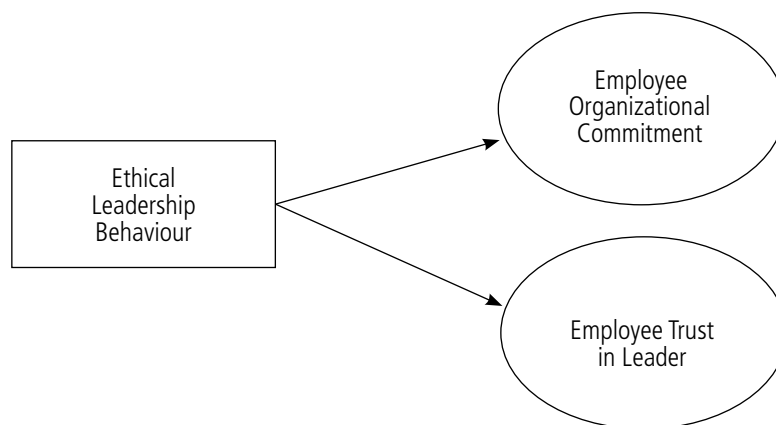 Employee
Organizational
Commitment
Ethical
Leadership
Behaviour
Employee Trust
in Leader